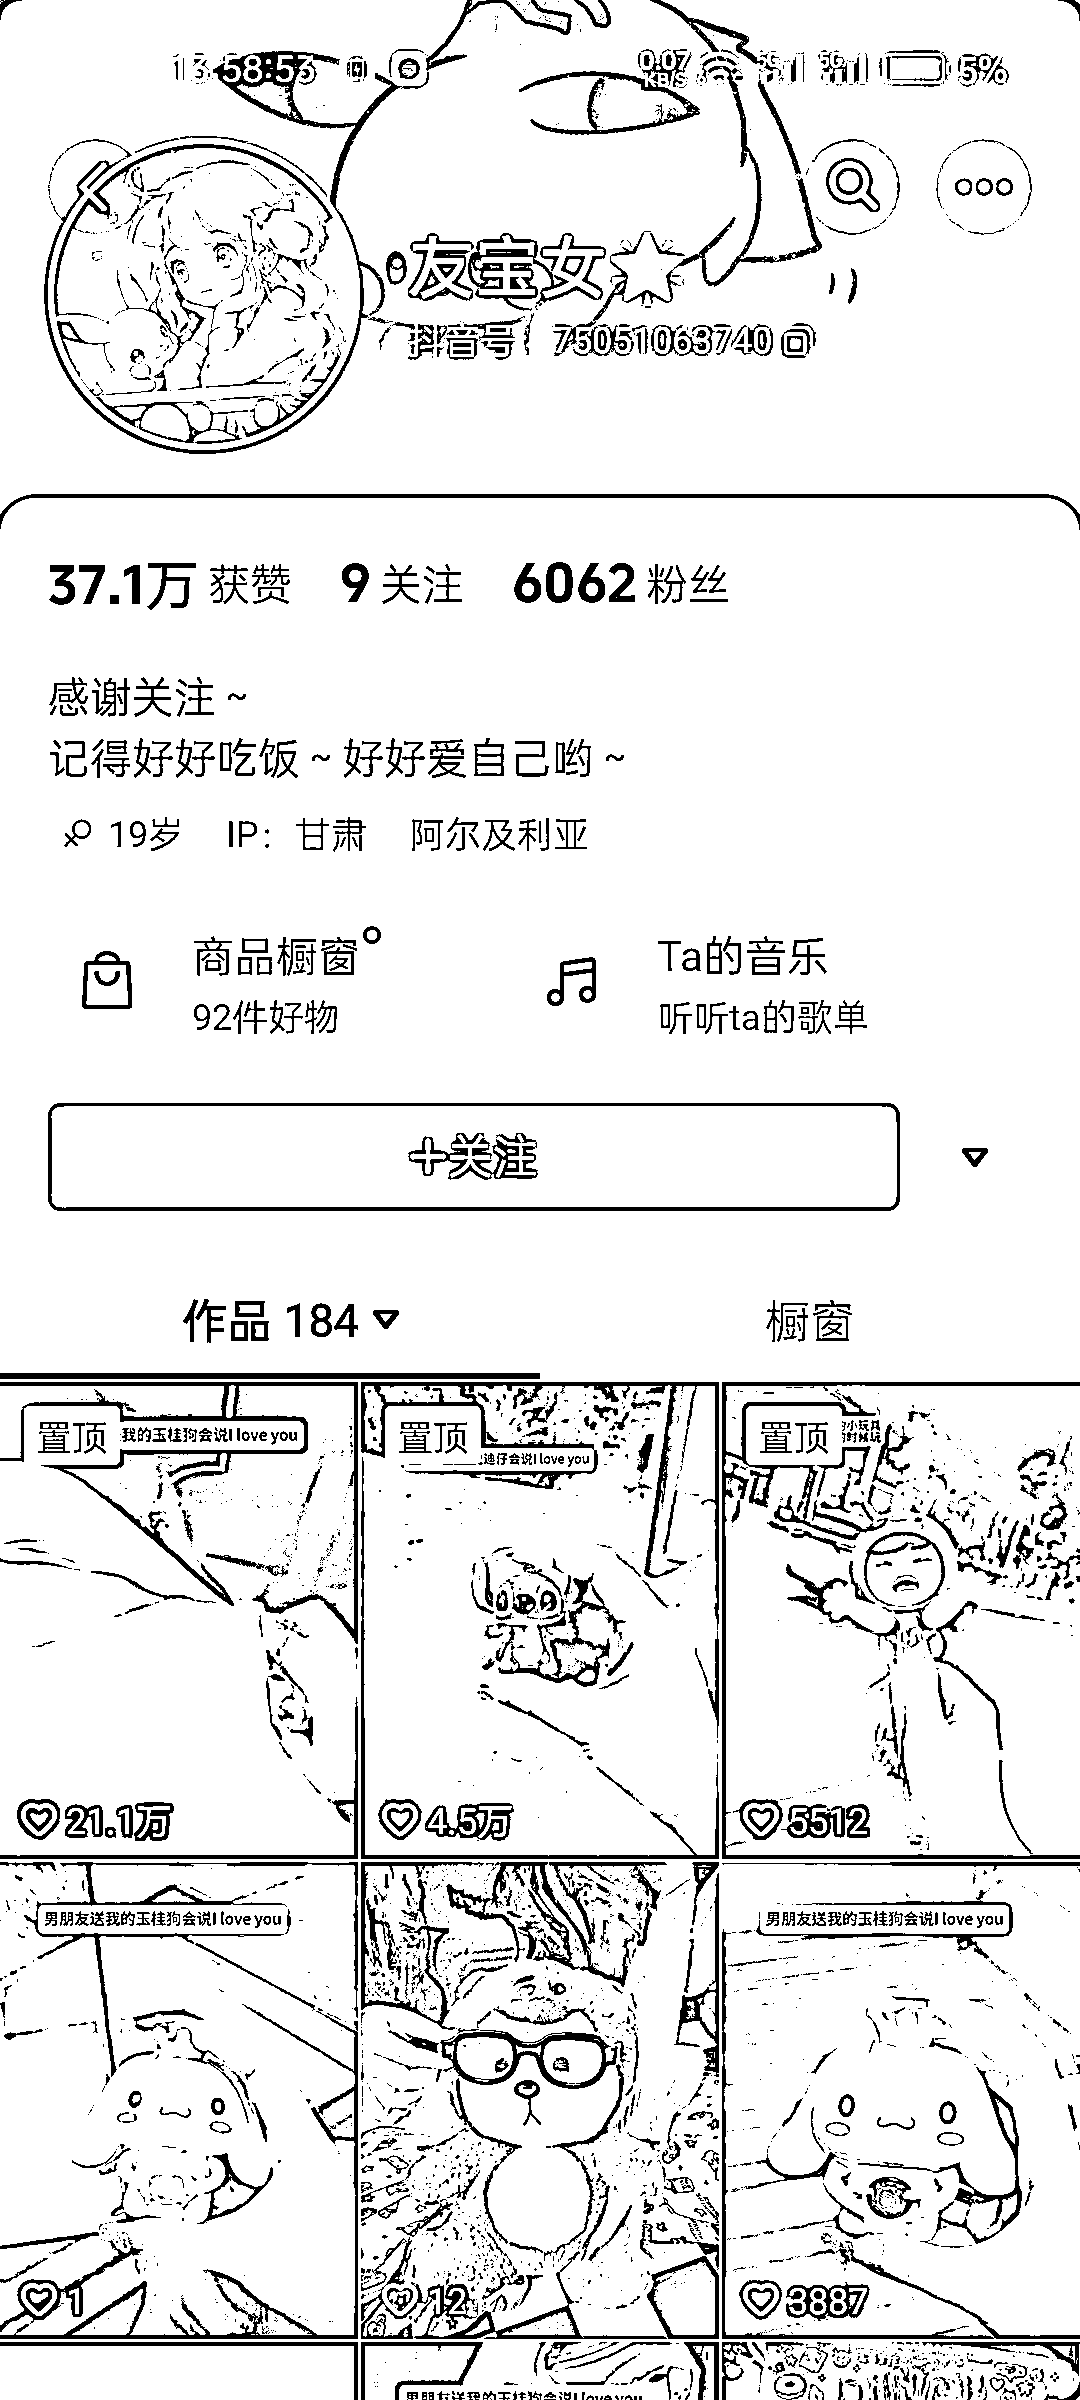 13:58:53 0.07 KB/S 5G 5G 5%
友宝女
抖音号: 75051063740
37.1万 获赞 9 关注 6062 粉丝
感谢关注 ~
记得好好吃饭 ~ 好好爱自己哟 ~
19岁 IP: 甘肃 阿尔及利亚
商品橱窗 Ta的音乐
92件好物 听听ta的歌单
+关注
作品 184 橱窗
置顶 我的玉桂狗会说I love you
置顶 迪仔会说I love you
置顶
21.1万 4.5万 5512
男朋友送我的玉桂狗会说I love you
男朋友送我的玉桂狗会说I love you
1 12 3887
男朋友送我的玉桂狗会说I love you